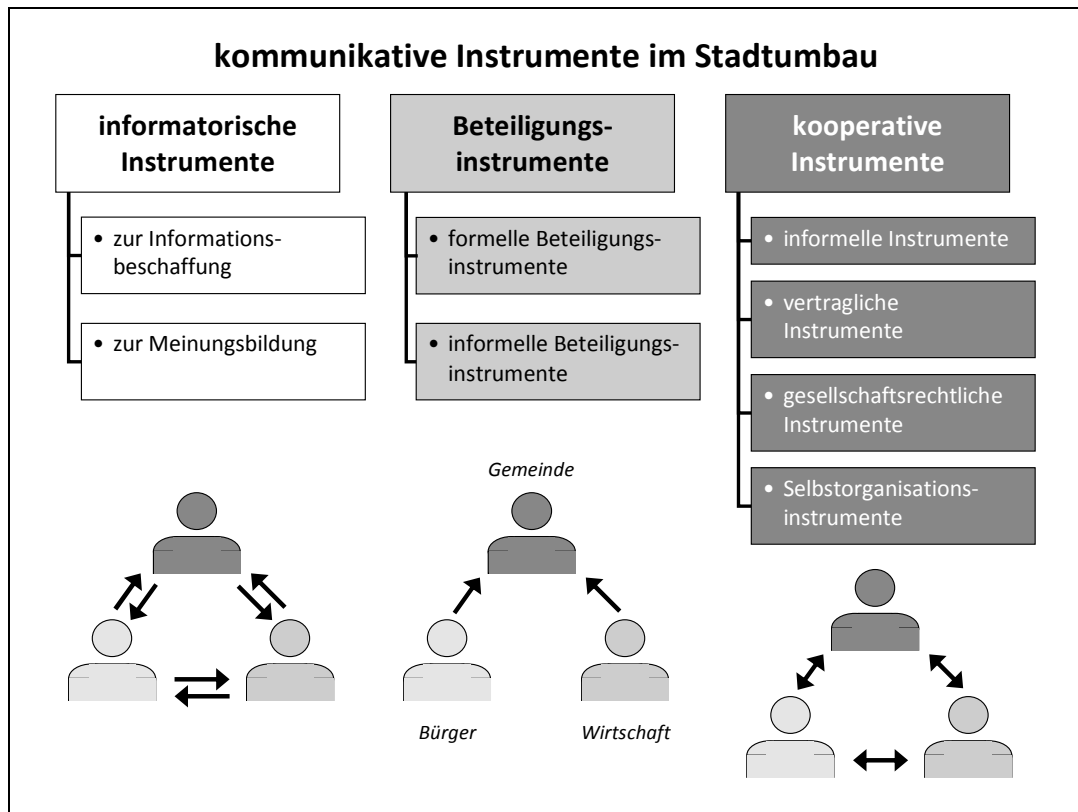 kommunikative Instrumente im Stadtumbau
informatorische
Instrumente
• zur Informations-
beschaffung
• zur Meinungsbildung
Beteiligungs-
instrumente
• formelle Beteiligungs-
instrumente
• informelle Beteiligungs-
instrumente
kooperative
Instrumente
• informelle Instrumente
• vertragliche
Instrumente
• gesellschaftsrechtliche
Instrumente
• Selbstorganisations-
instrumente
Gemeinde
Bürger
Wirtschaft